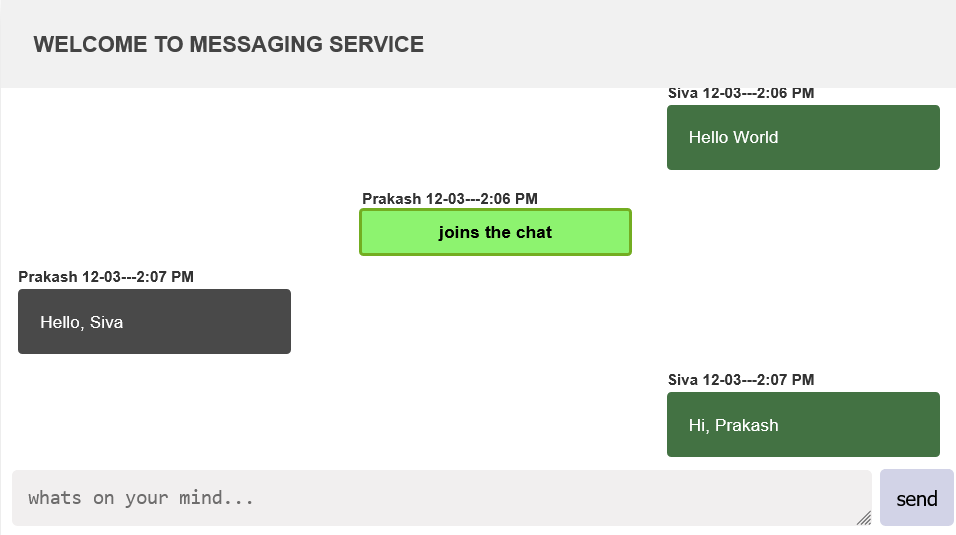 WELCOME TO MESSAGING SERVICE
Siva 12-03---2:06 PM
Hello World
Prakash 12-03---2:06 PM
joins the chat
Prakash 12-03---2:07 PM
Hello, Siva
Siva 12-03---2:07 PM
Hi, Prakash
whats on your mind...
send